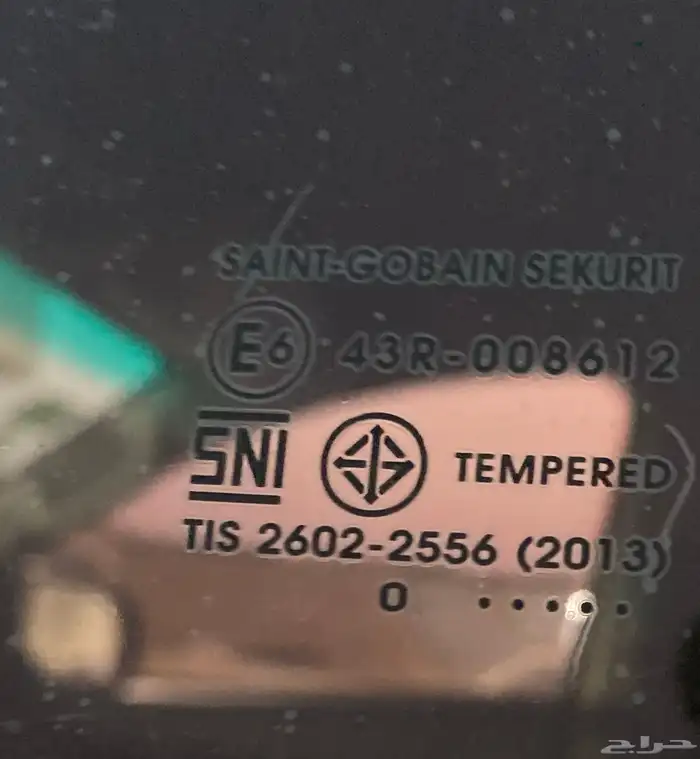 SAINT-GOBAIN SEKURIT
E6 43R-008612
SNI TEMPERED
TIS 2602-2556 (2013)
0 .....
حراج